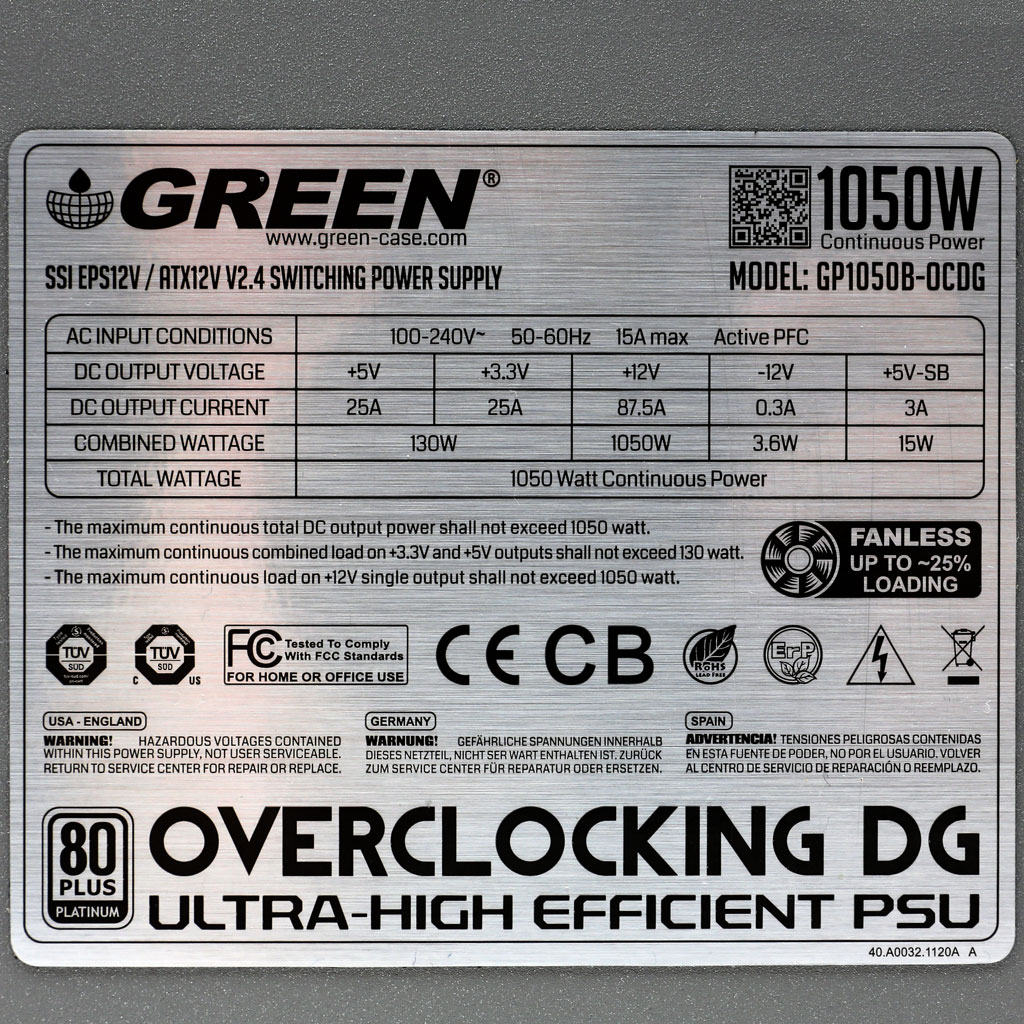 GREEN®
www.green-case.com
1050W
Continuous Power
SSI EPS12V / ATX12V V2.4 SWITCHING POWER SUPPLY
MODEL: GP1050B-OCDG
AC INPUT CONDITIONS 100-240V~ 50-60Hz 15A max Active PFC
DC OUTPUT VOLTAGE +5V +3.3V +12V -12V +5V-SB
DC OUTPUT CURRENT 25A 25A 87.5A 0.3A 3A
COMBINED WATTAGE 130W 1050W 3.6W 15W
TOTAL WATTAGE 1050 Watt Continuous Power
- The maximum continuous total DC output power shall not exceed 1050 watt.
- The maximum continuous combined load on +3.3V and +5V outputs shall not exceed 130 watt.
- The maximum continuous load on +12V single output shall not exceed 1050 watt.
FANLESS
UP TO ~25%
LOADING
TÜV
SÜD
TÜV
SÜD
C US
FCC Tested To Comply
With FCC Standards
FOR HOME OR OFFICE USE
CE CB
RoHS
LEAD FREE
ErP
USA - ENGLAND
WARNING! HAZARDOUS VOLTAGES CONTAINED
WITHIN THIS POWER SUPPLY, NOT USER SERVICEABLE.
RETURN TO SERVICE CENTER FOR REPAIR OR REPLACE.
GERMANY
WARNUNG! GEFÄHRLICHE SPANNUNGEN INNERHALB
DIESES NETZTEIL, NICHT SER WART ENTHALTEN IST. ZURÜCK
ZUM SERVICE CENTER FÜR REPARATUR ODER ERSETZEN.
SPAIN
ADVERTENCIA! TENSIONES PELIGROSAS CONTENIDAS
EN ESTA FUENTE DE PODER, NO POR EL USUARIO. VOLVER
AL CENTRO DE SERVICIO DE REPARACIÓN O REEMPLAZO.
80
PLUS
PLATINUM
OVERCLOCKING DG
ULTRA-HIGH EFFICIENT PSU
40.A0032.1120A A